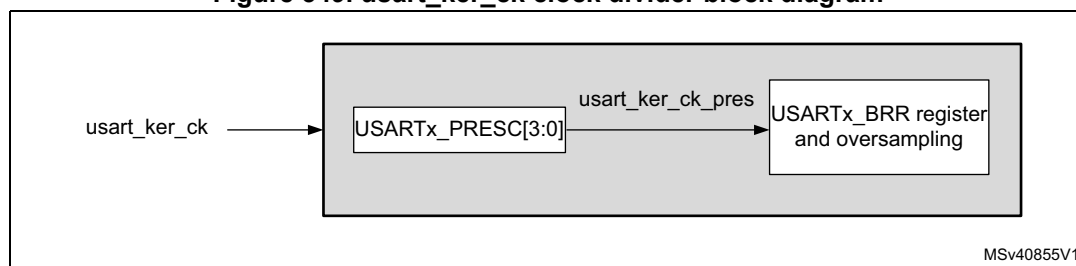 usart_ker_ck
USARTx_PRESC[3:0]
usart_ker_ck_pres
USARTx_BRR register
and oversampling
MSv40855V1